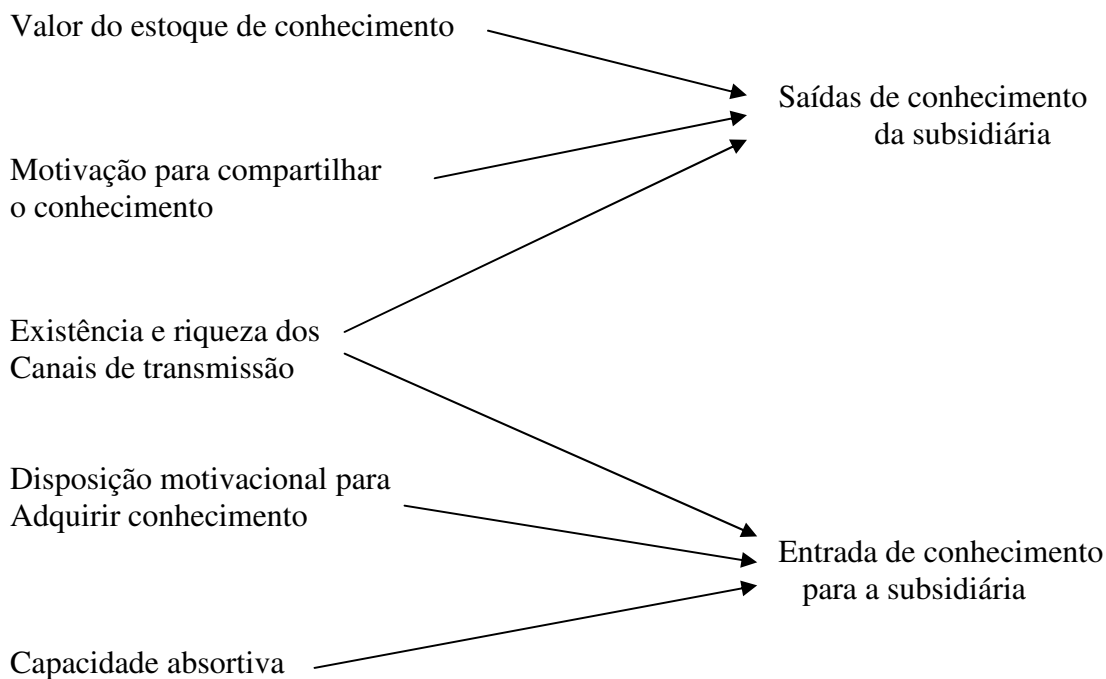 Valor do estoque de conhecimento
Saídas de conhecimento
da subsidiária
Motivação para compartilhar
o conhecimento
Existência e riqueza dos
Canais de transmissão
Disposição motivacional para
Adquirir conhecimento
Entrada de conhecimento
para a subsidiária
Capacidade absortiva